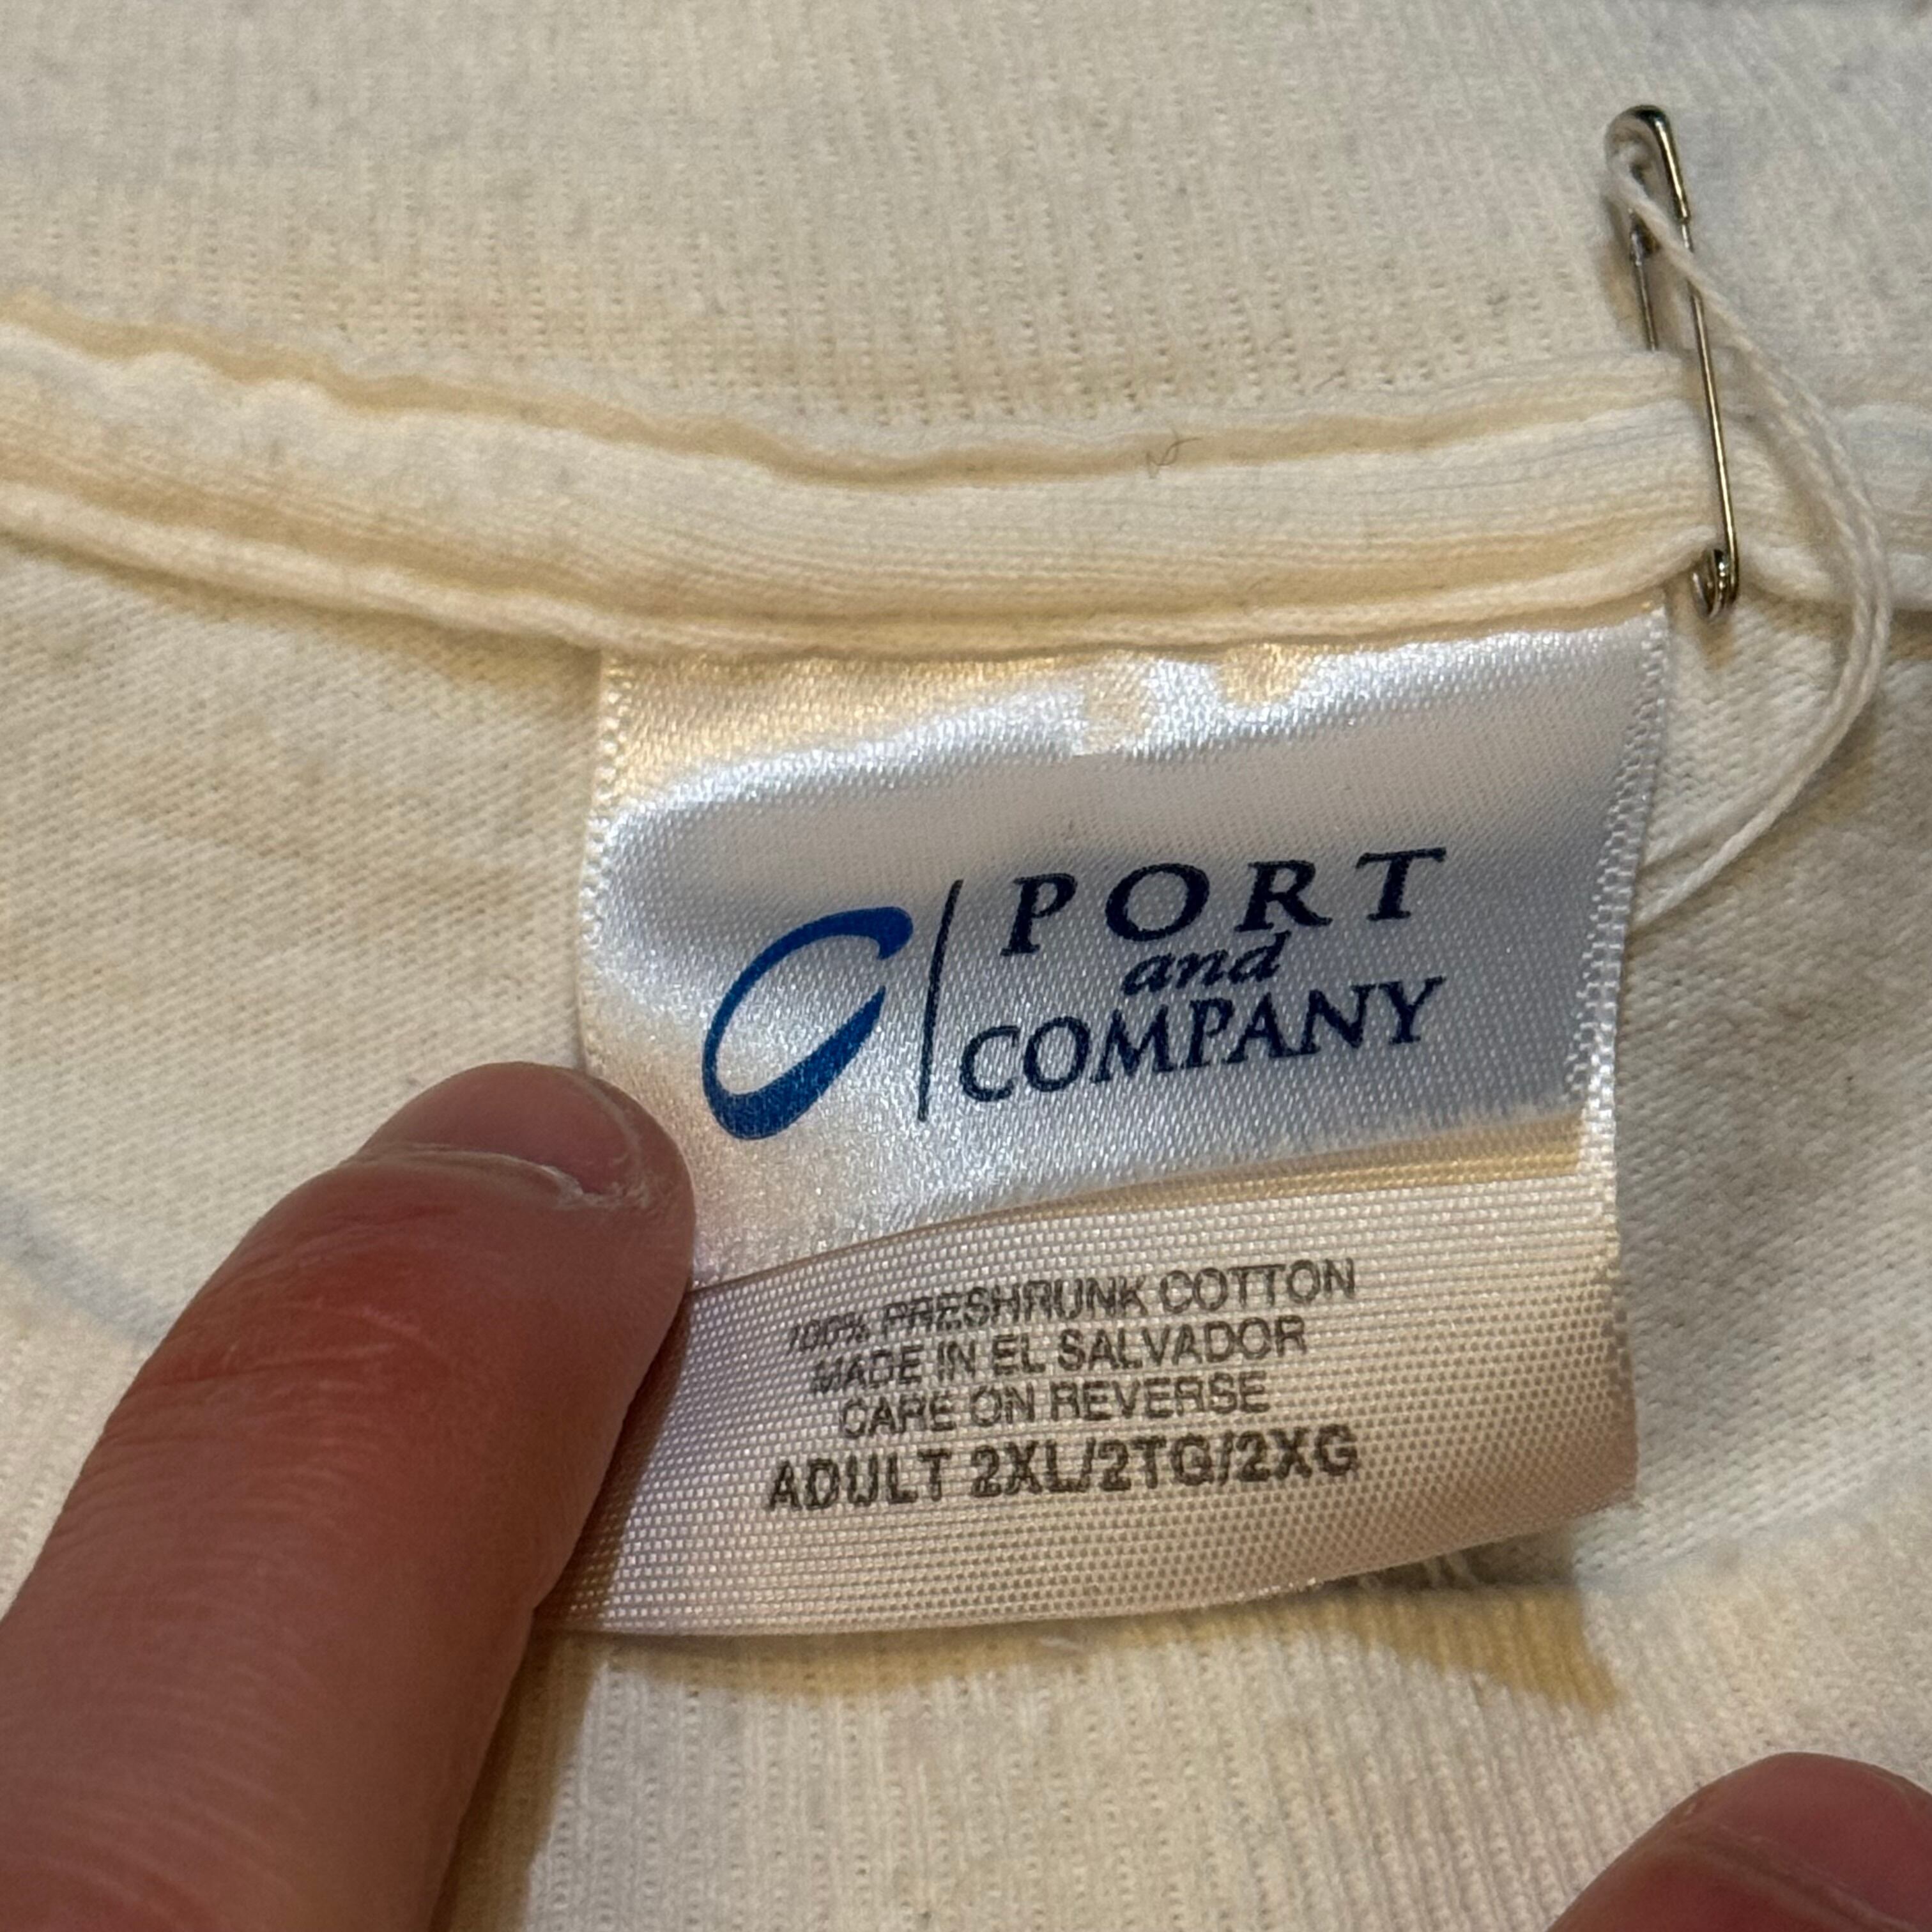 PORT
and
COMPANY
100% PRESHRUNK COTTON
MADE IN EL SALVADOR
CARE ON REVERSE
ADULT 2XL/2TG/2XG